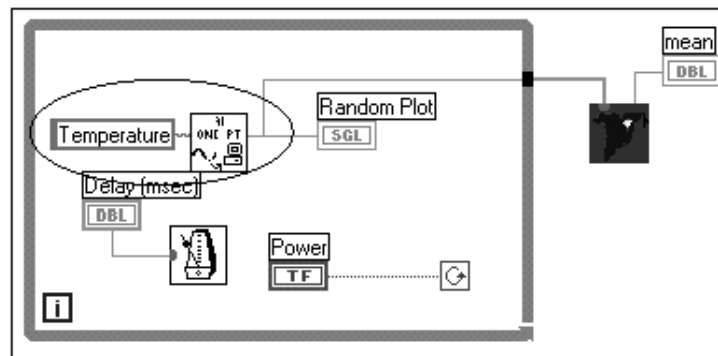 mean
DBL
Random Plot
SGL
Temperature
AI
ONE PT
Delay (msec)
DBL
Power
TF
i